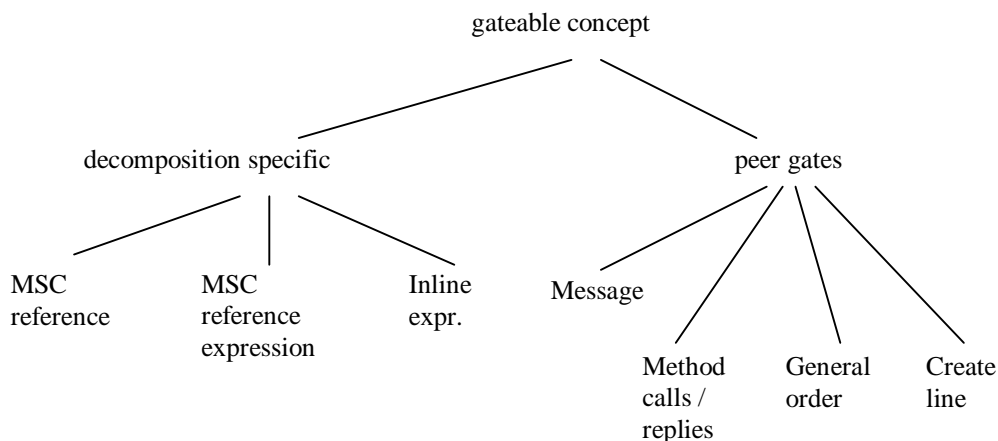 gateable concept
decomposition specific
peer gates
MSC
reference
MSC
reference
expression
Inline
expr.
Message
Method
calls /
replies
General
order
Create
line